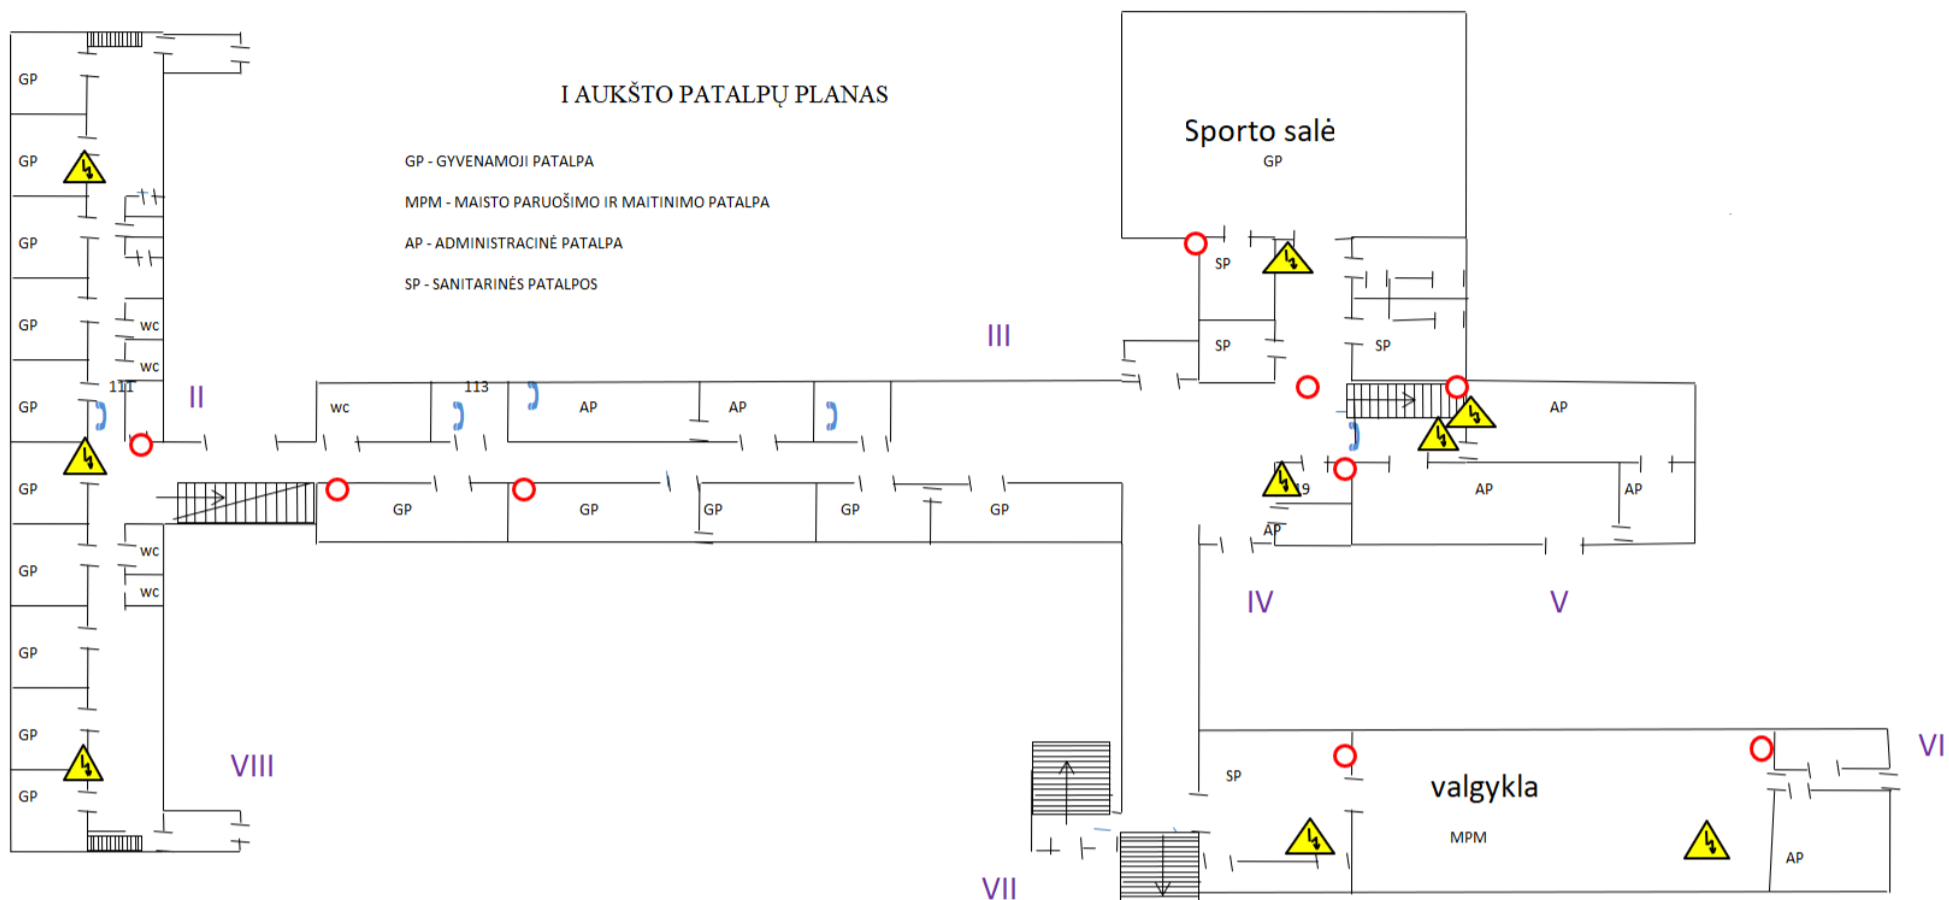 I AUKŠTO PATALPŲ PLANAS
GP - GYVENAMOJI PATALPA
MPM - MAISTO PARUOŠIMO IR MAITINIMO PATALPA
AP - ADMINISTRACINĖ PATALPA
SP - SANITARINĖS PATALPOS
GP
GP
GP
GP
GP
GP
GP
GP
GP
GP
wc
wc
111
wc
wc
II
VIII
wc
113
AP
AP
GP
GP
GP
GP
GP
III
Sporto salė
GP
SP
SP
SP
AP
19
AP
AP
AP
IV
V
VI
SP
valgykla
MPM
AP
VII